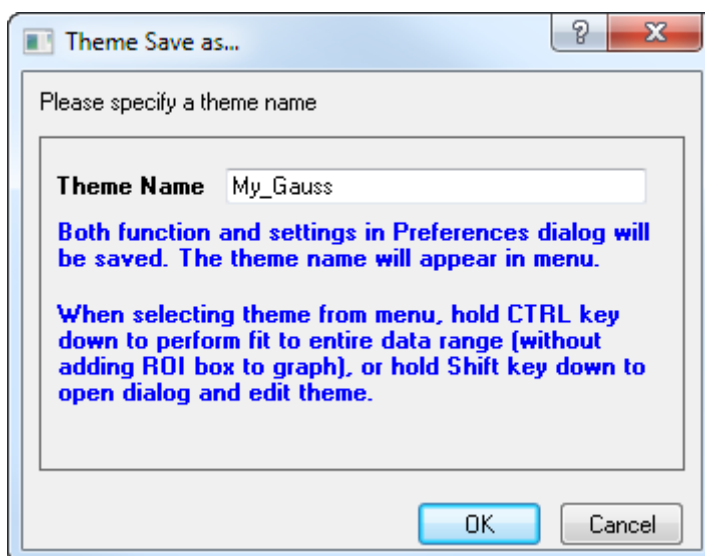 Theme Save as...
Please specify a theme name
Theme Name My_Gauss
Both function and settings in Preferences dialog will
be saved. The theme name will appear in menu.
When selecting theme from menu, hold CTRL key
down to perform fit to entire data range (without
adding ROI box to graph), or hold Shift key down to
open dialog and edit theme.
OK Cancel